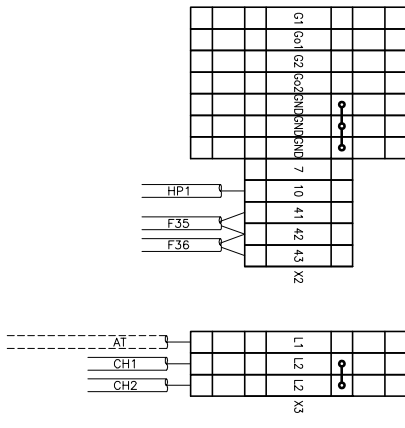 G1
Go1
G2
Go2
GND
GND
GND
7
HP1 10
F35 41
F36 42
43
X2
AT L1
CH1 L2
CH2 L2
X3